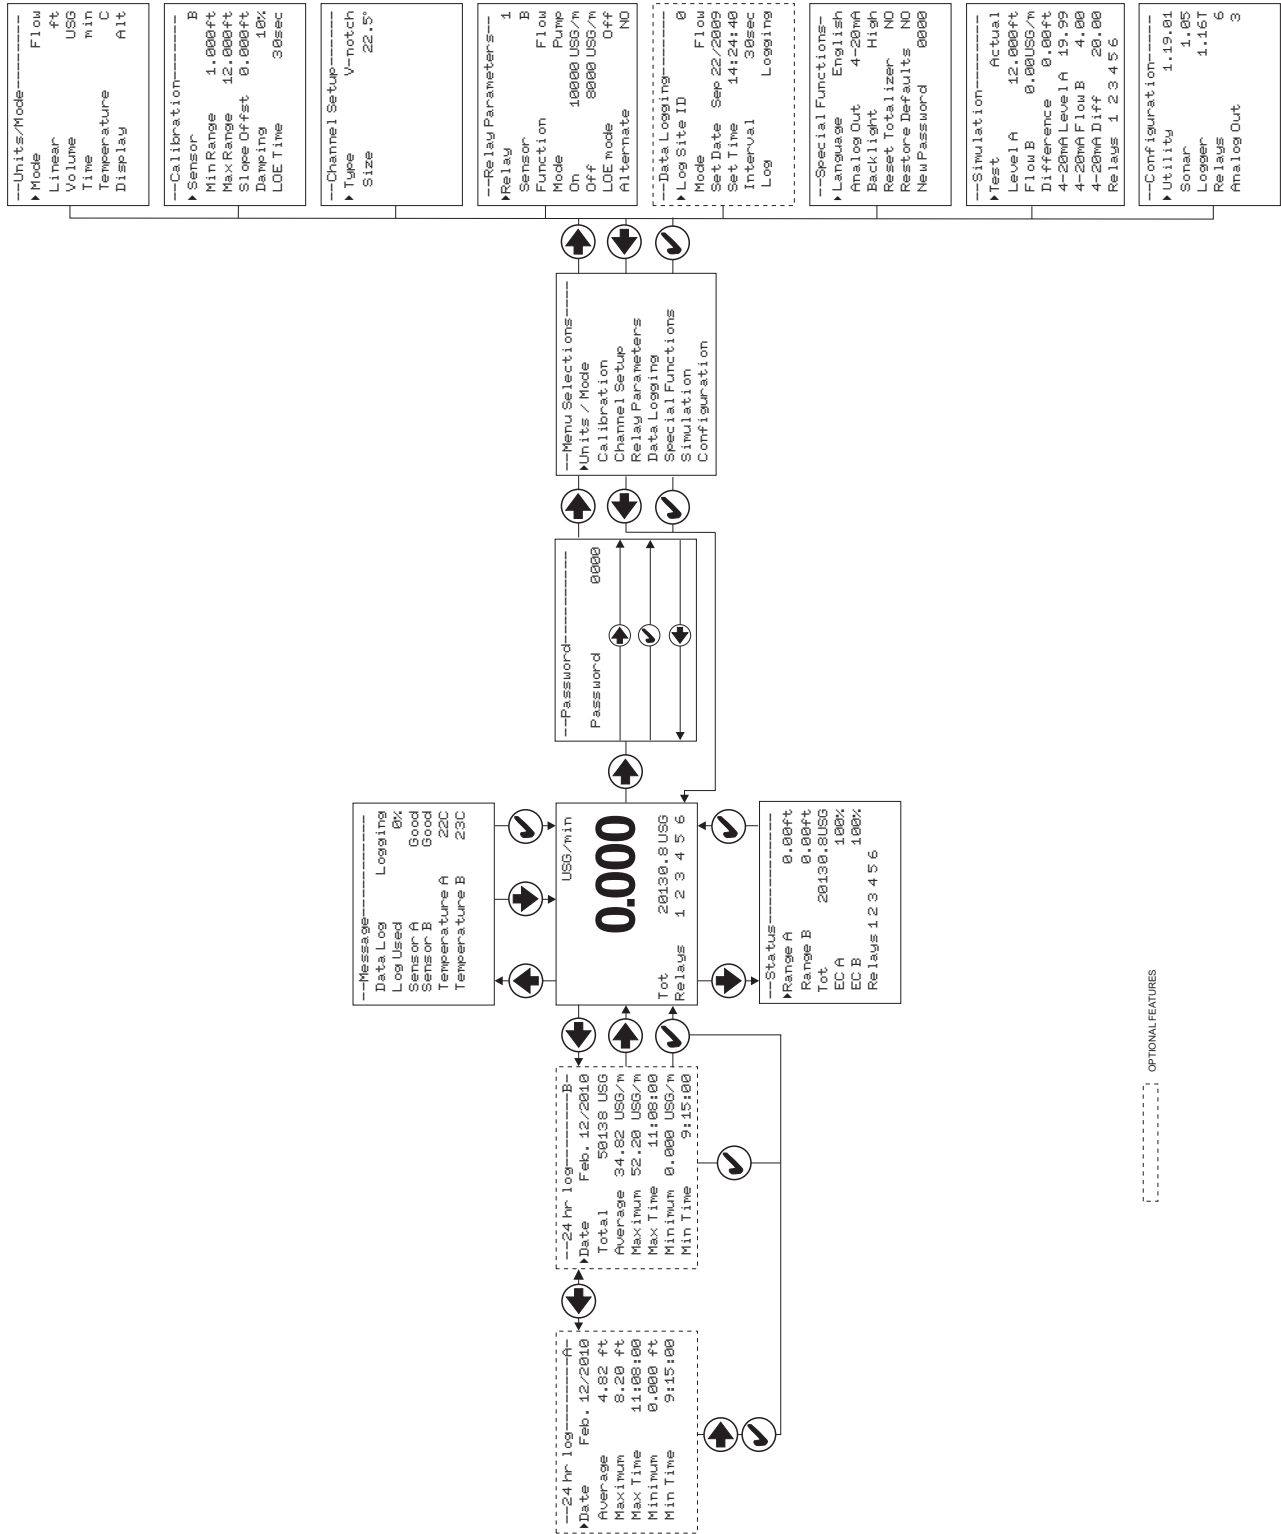 --24 hr log---------A-
Date Feb. 12/2010
Average 4.82 ft
Maximum 8.20 ft
Max Time 11:08:00
Minimum 0.000 ft
Min Time 9:15:00
--24 hr log---------B-
Date Feb. 12/2010
Total 50138 USG
Average 34.82 USG/m
Maximum 52.20 USG/m
Max Time 11:08:00
Minimum 0.000 USG/m
Min Time 9:15:00
--Message-------------
Data Log Logging
Log Used 0%
Sensor A Good
Sensor B Good
Temperature A 22C
Temperature B 23C
USG/min
0.000
Tot 20130.8 USG
Relays 1 2 3 4 5 6
--Status--------------
Range A 0.00ft
Range B 0.00ft
Tot 20130.8USG
EC A 100%
EC B 100%
Relays 1 2 3 4 5 6
--Password------------
Password 0000
--Menu Selections-----
Units / Mode
Calibration
Channel Setup
Relay Parameters
Data Logging
Special Functions
Simulation
Configuration
--Units/Mode---------
Mode Flow
Linear ft
Volume USG
Time min
Temperature C
Display Alt
--Calibration---------
Sensor B
Min Range 1.000ft
Max Range 12.000ft
Slope Offst 0.000ft
Damping 10%
LOE Time 30sec
--Channel Setup-------
Type V-notch
Size 22.5°
--Relay Parameters---
Relay 1
Sensor B
Function Flow
Mode Pump
On 10000 USG/m
Off 8000 USG/m
LOE mode Off
Alternate NO
--Data Logging--------
Log Site ID 0
Mode Flow
Set Date Sep 22/2009
Set Time 14:24:40
Interval 30sec
Log Logging
--Special Functions-
Language English
Analog Out 4-20mA
Backlight High
Reset Totalizer NO
Restore Defaults NO
New Password 0000
--Simulation---------
Test Actual
Level A 12.000ft
Flow B 0.00USG/m
Difference 0.00ft
4-20mA Level A 19.99
4-20mA Flow B 4.00
4-20mA Diff 20.00
Relays 1 2 3 4 5 6
--Configuration-----
Utility 1.19.01
Sonar 1.05
Logger 1.16T
Relays 6
Analog Out 3
OPTIONAL FEATURES